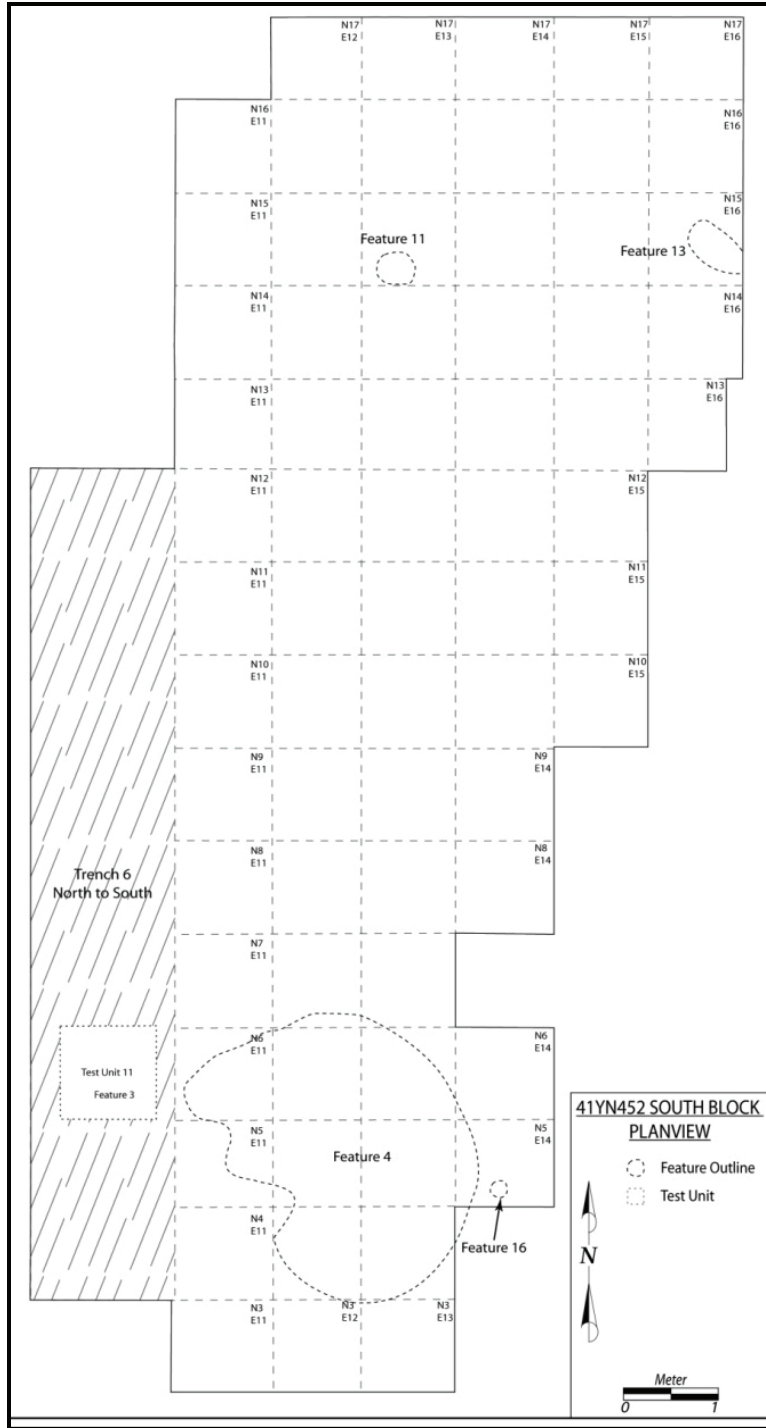 N17 N17 N17 N17 N17
E12 E13 E14 E15 E16
N16 N16
E11 E16
N15 N15
E11 E16
Feature 11
Feature 13
N14 N14
E11 E16
N13 N13
E11 E16
N12 N12
E11 E15
N11 N11
E11 E15
N10 N10
E11 E15
N9 N9
E11 E14
N8 N8
E11 E14
Trench 6
North to South
N7
E11
N6 N6
E11 E14
Test Unit 11
Feature 3
N5 N5
E11 E14
Feature 4
N4
E11
Feature 16
N3 N3 N3
E11 E12 E13
41YN452 SOUTH BLOCK
PLANVIEW
Feature Outline
Test Unit
N
Meter
0 1